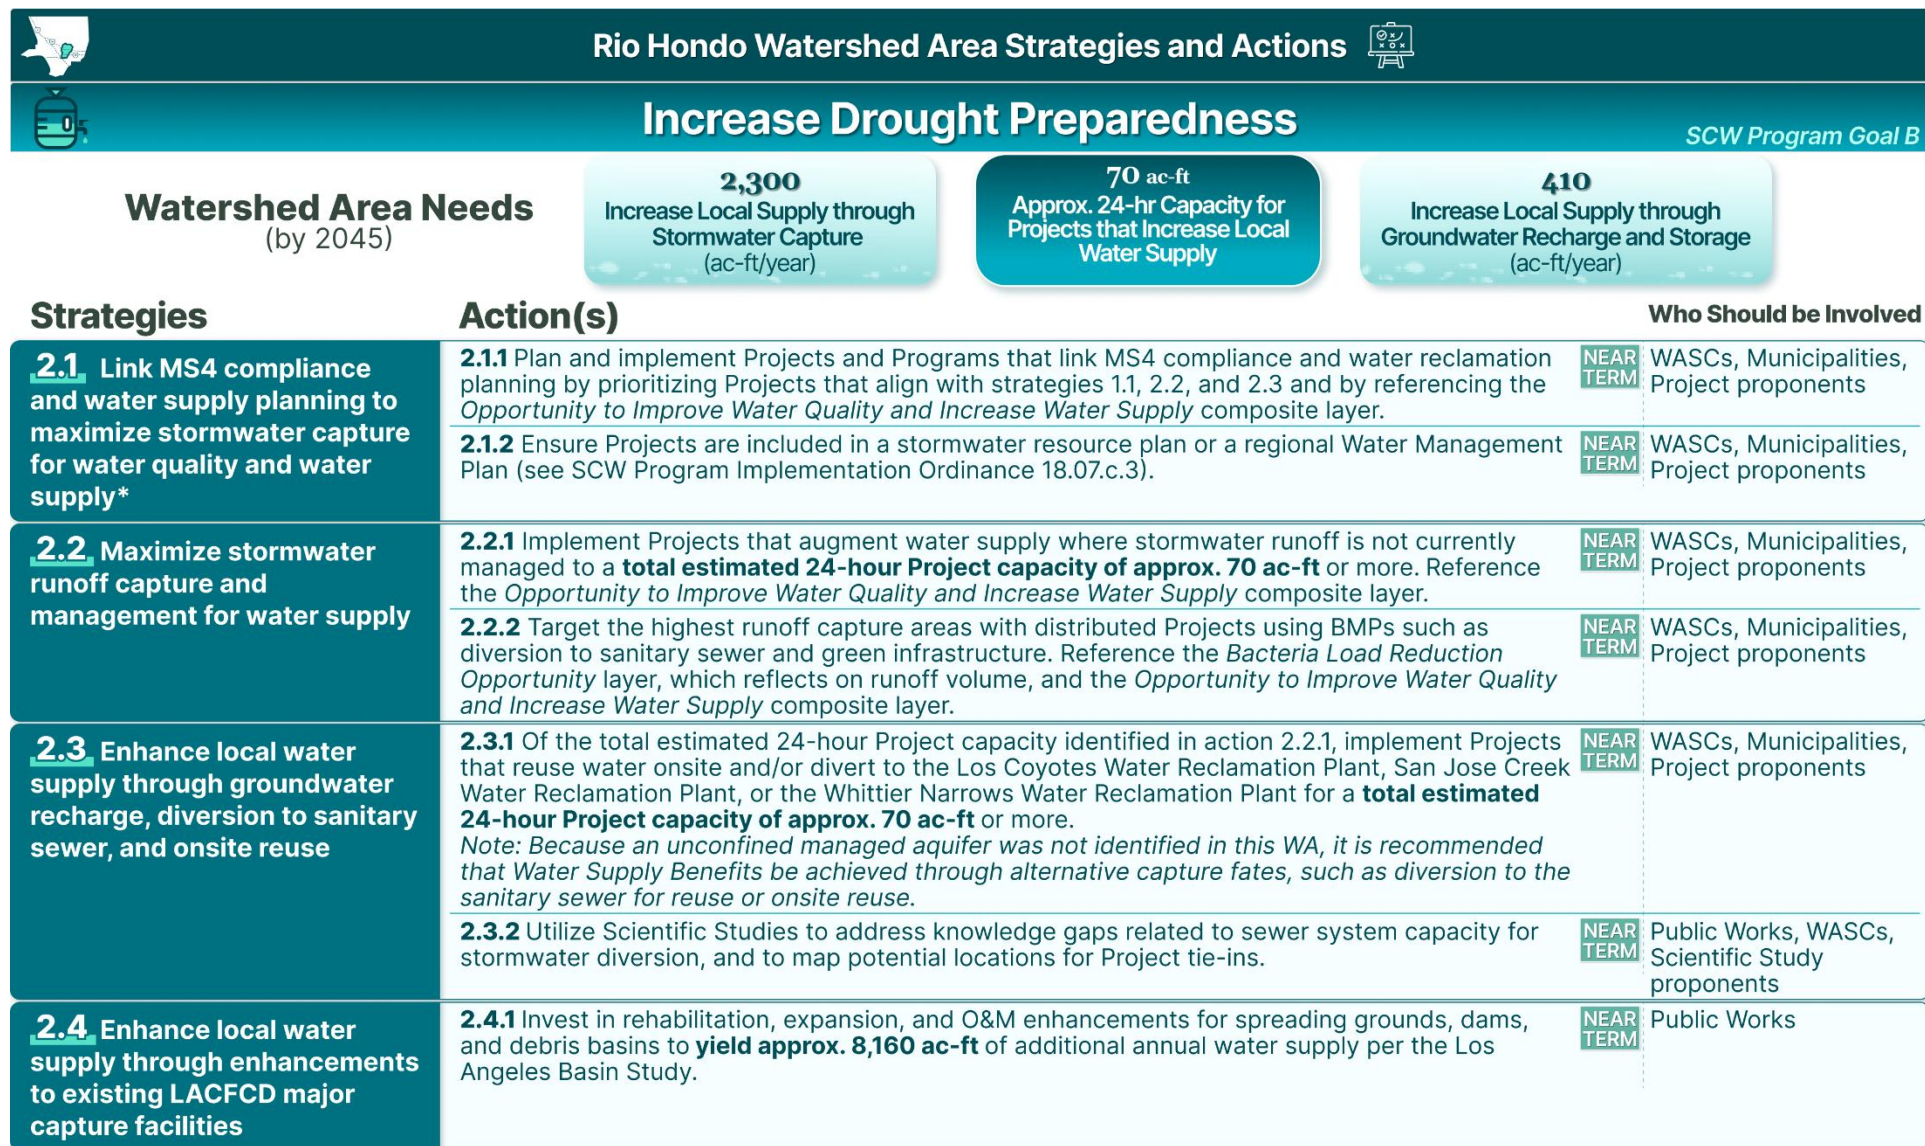 Rio Hondo Watershed Area Strategies and Actions
Increase Drought Preparedness
SCW Program Goal B
Watershed Area Needs
(by 2045)
2,300
Increase Local Supply through
Stormwater Capture
(ac-ft/year)
70 ac-ft
Approx. 24-hr Capacity for
Projects that Increase Local
Water Supply
410
Increase Local Supply through
Groundwater Recharge and Storage
(ac-ft/year)
Strategies
Action(s)
Who Should be Involved
2.1 Link MS4 compliance
and water supply planning to
maximize stormwater capture
for water quality and water
supply*
2.1.1 Plan and implement Projects and Programs that link MS4 compliance and water reclamation
planning by prioritizing Projects that align with strategies 1.1, 2.2, and 2.3 and by referencing the
Opportunity to Improve Water Quality and Increase Water Supply composite layer.
NEAR
TERM
WASCs, Municipalities,
Project proponents
2.1.2 Ensure Projects are included in a stormwater resource plan or a regional Water Management
Plan (see SCW Program Implementation Ordinance 18.07.c.3).
NEAR
TERM
WASCs, Municipalities,
Project proponents
2.2 Maximize stormwater
runoff capture and
management for water supply
2.2.1 Implement Projects that augment water supply where stormwater runoff is not currently
managed to a total estimated 24-hour Project capacity of approx. 70 ac-ft or more. Reference
the Opportunity to Improve Water Quality and Increase Water Supply composite layer.
NEAR
TERM
WASCs, Municipalities,
Project proponents
2.2.2 Target the highest runoff capture areas with distributed Projects using BMPs such as
diversion to sanitary sewer and green infrastructure. Reference the Bacteria Load Reduction
Opportunity layer, which reflects on runoff volume, and the Opportunity to Improve Water Quality
and Increase Water Supply composite layer.
NEAR
TERM
WASCs, Municipalities,
Project proponents
2.3 Enhance local water
supply through groundwater
recharge, diversion to sanitary
sewer, and onsite reuse
2.3.1 Of the total estimated 24-hour Project capacity identified in action 2.2.1, implement Projects
that reuse water onsite and/or divert to the Los Coyotes Water Reclamation Plant, San Jose Creek
Water Reclamation Plant, or the Whittier Narrows Water Reclamation Plant for a total estimated
24-hour Project capacity of approx. 70 ac-ft or more.
Note: Because an unconfined managed aquifer was not identified in this WA, it is recommended
that Water Supply Benefits be achieved through alternative capture fates, such as diversion to the
sanitary sewer for reuse or onsite reuse.
NEAR
TERM
WASCs, Municipalities,
Project proponents
2.3.2 Utilize Scientific Studies to address knowledge gaps related to sewer system capacity for
stormwater diversion, and to map potential locations for Project tie-ins.
NEAR
TERM
Public Works, WASCs,
Scientific Study
proponents
2.4 Enhance local water
supply through enhancements
to existing LACFCD major
capture facilities
2.4.1 Invest in rehabilitation, expansion, and O&M enhancements for spreading grounds, dams,
and debris basins to yield approx. 8,160 ac-ft of additional annual water supply per the Los
Angeles Basin Study.
NEAR
TERM
Public Works